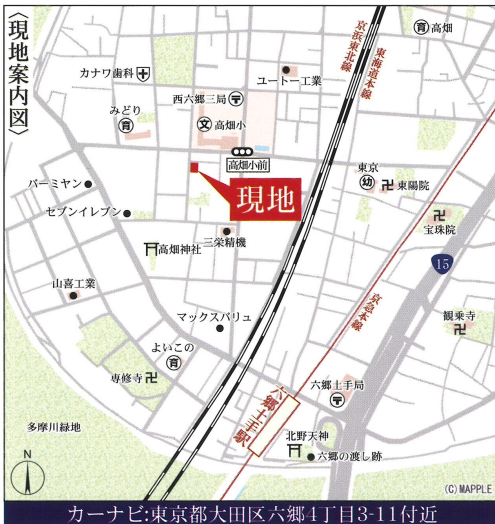 〈現地案内図〉
育 高畑
京浜東北線
東海道本線
カナワ歯科
ユートー工業
西六郷三局
みどり
育
文 高畑小
高畑小前
東京
幼
東陽院
バーミヤン
現地
セブンイレブン
宝珠院
三栄精機
高畑神社
15
山喜工業
京急本線
マックスバリュ
観乗寺
よいこの
育
専修寺
六郷土手局
六郷土手駅
多摩川緑地
北野天神
六郷の渡し跡
N
(C)MAPPLE
カーナビ:東京都大田区六郷4丁目3-11付近